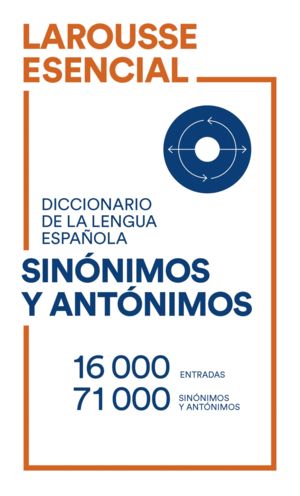 LAROUSSE
ESENCIAL
DICCIONARIO
DE LA LENGUA
ESPAÑOLA
SINÓNIMOS
Y ANTÓNIMOS
16 000 ENTRADAS
71 000 SINÓNIMOS
Y ANTÓNIMOS